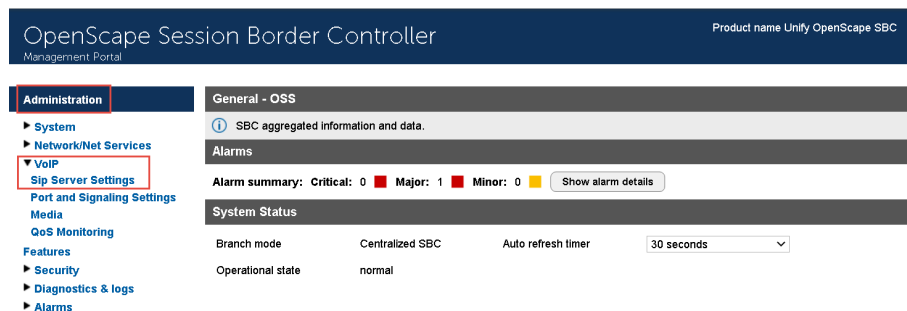 OpenScape Session Border Controller
Management Portal
Product name Unify OpenScape SBC
Administration
System
Network/Net Services
VoIP
Sip Server Settings
Port and Signaling Settings
Media
QoS Monitoring
Features
Security
Diagnostics & logs
Alarms
General - OSS
SBC aggregated information and data.
Alarms
Alarm summary: Critical: 0 Major: 1 Minor: 0 Show alarm details
System Status
Branch mode Centralized SBC Auto refresh timer 30 seconds
Operational state normal